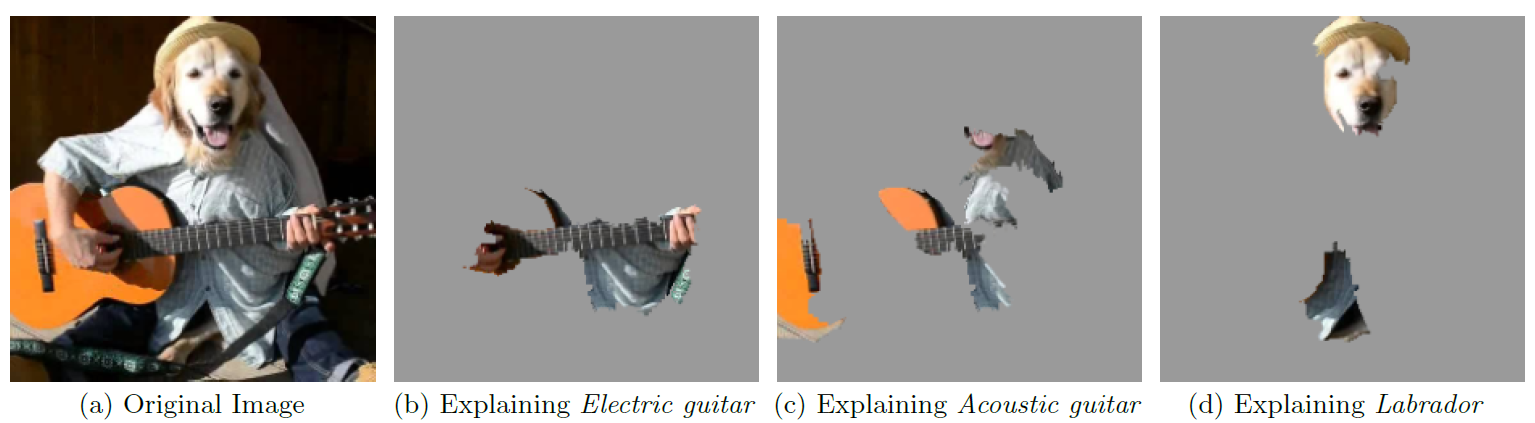 (a) Original Image
(b) Explaining Electric guitar
(c) Explaining Acoustic guitar
(d) Explaining Labrador